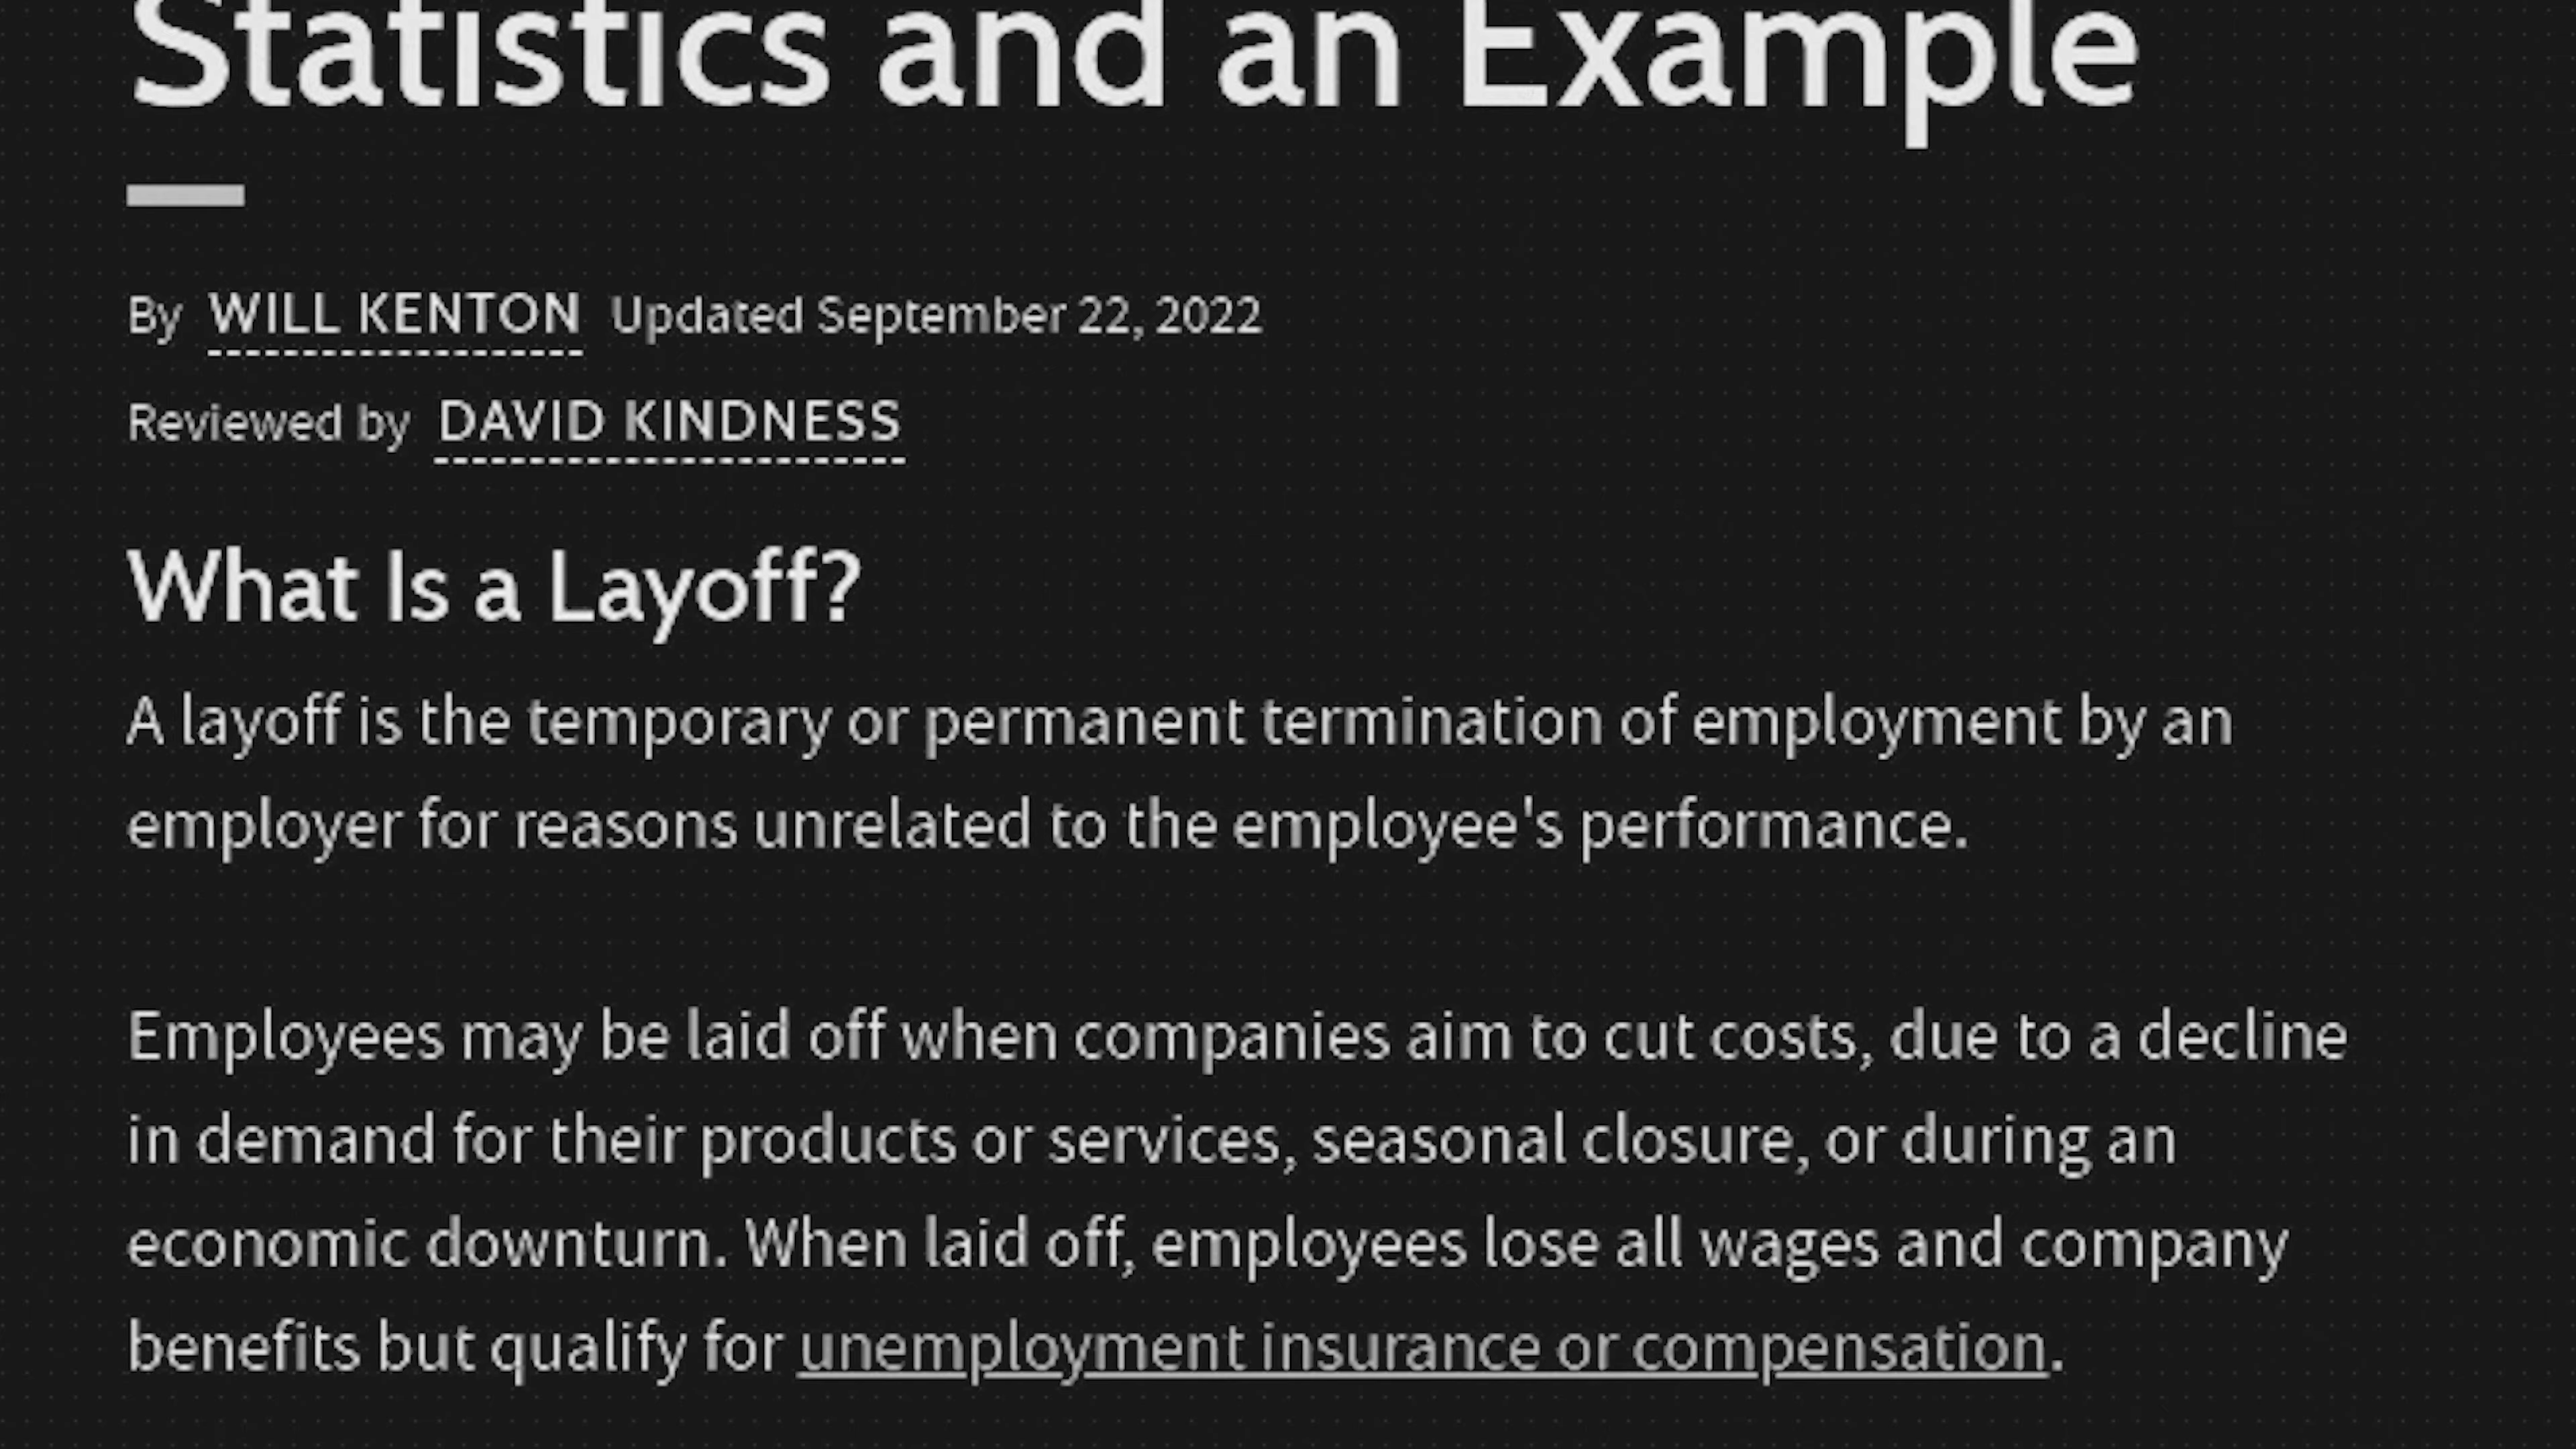 Statistics and an Example
By WILL KENTON Updated September 22, 2022
Reviewed by DAVID KINDNESS
What Is a Layoff?
A layoff is the temporary or permanent termination of employment by an
employer for reasons unrelated to the employee's performance.
Employees may be laid off when companies aim to cut costs, due to a decline
in demand for their products or services, seasonal closure, or during an
economic downturn. When laid off, employees lose all wages and company
benefits but qualify for unemployment insurance or compensation.